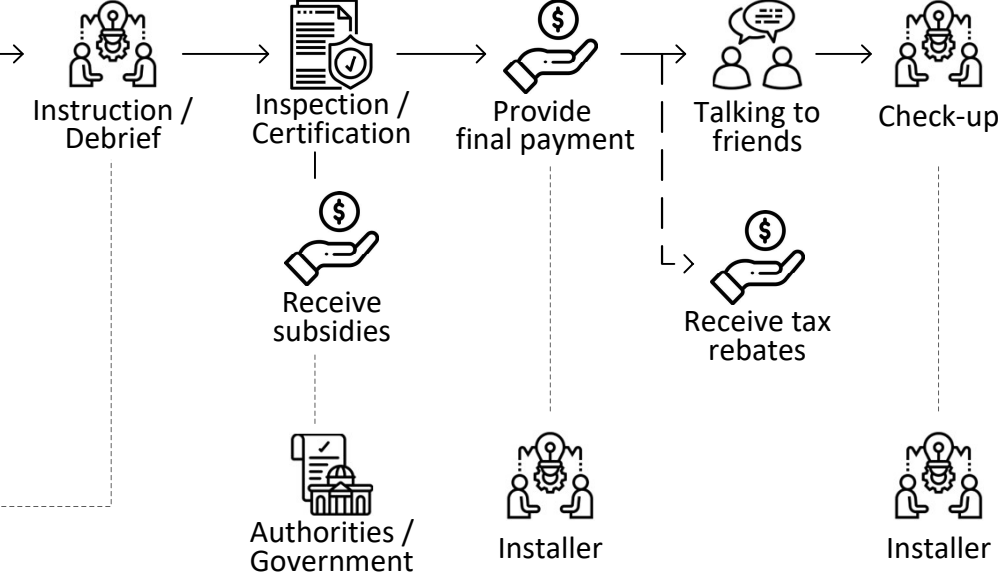 Instruction /
Debrief
Inspection /
Certification
Provide
final payment
Talking to
friends
Check-up
$
$
$
Receive
subsidies
Receive tax
rebates
Authorities /
Government
Installer
Installer